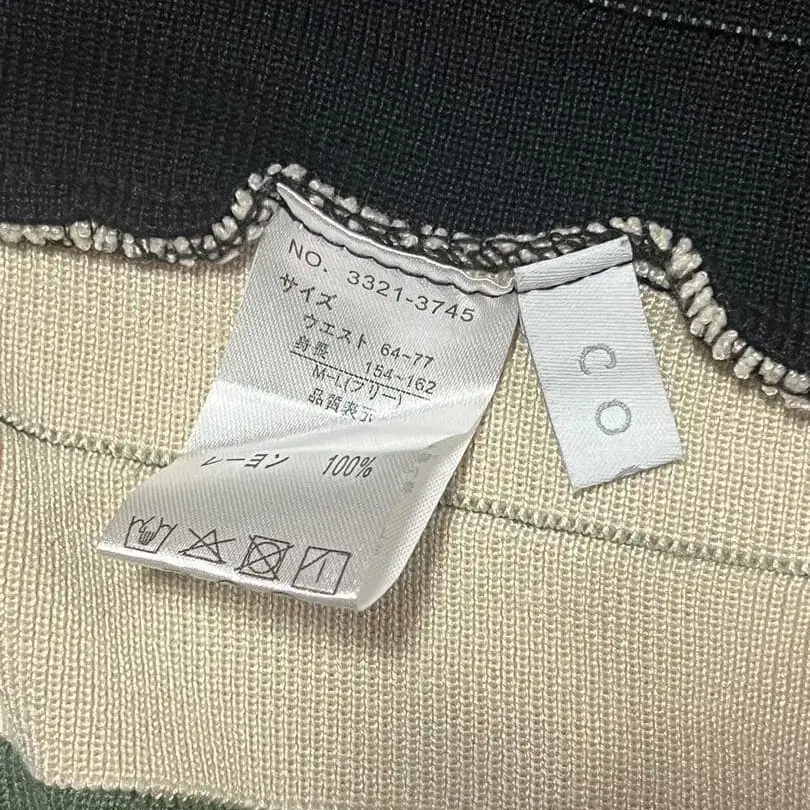 NO. 3321-3745
サイズ
ウエスト 64~77
身長 154~162
M-L(フリー)
品質表示
レーヨン 100%
CO